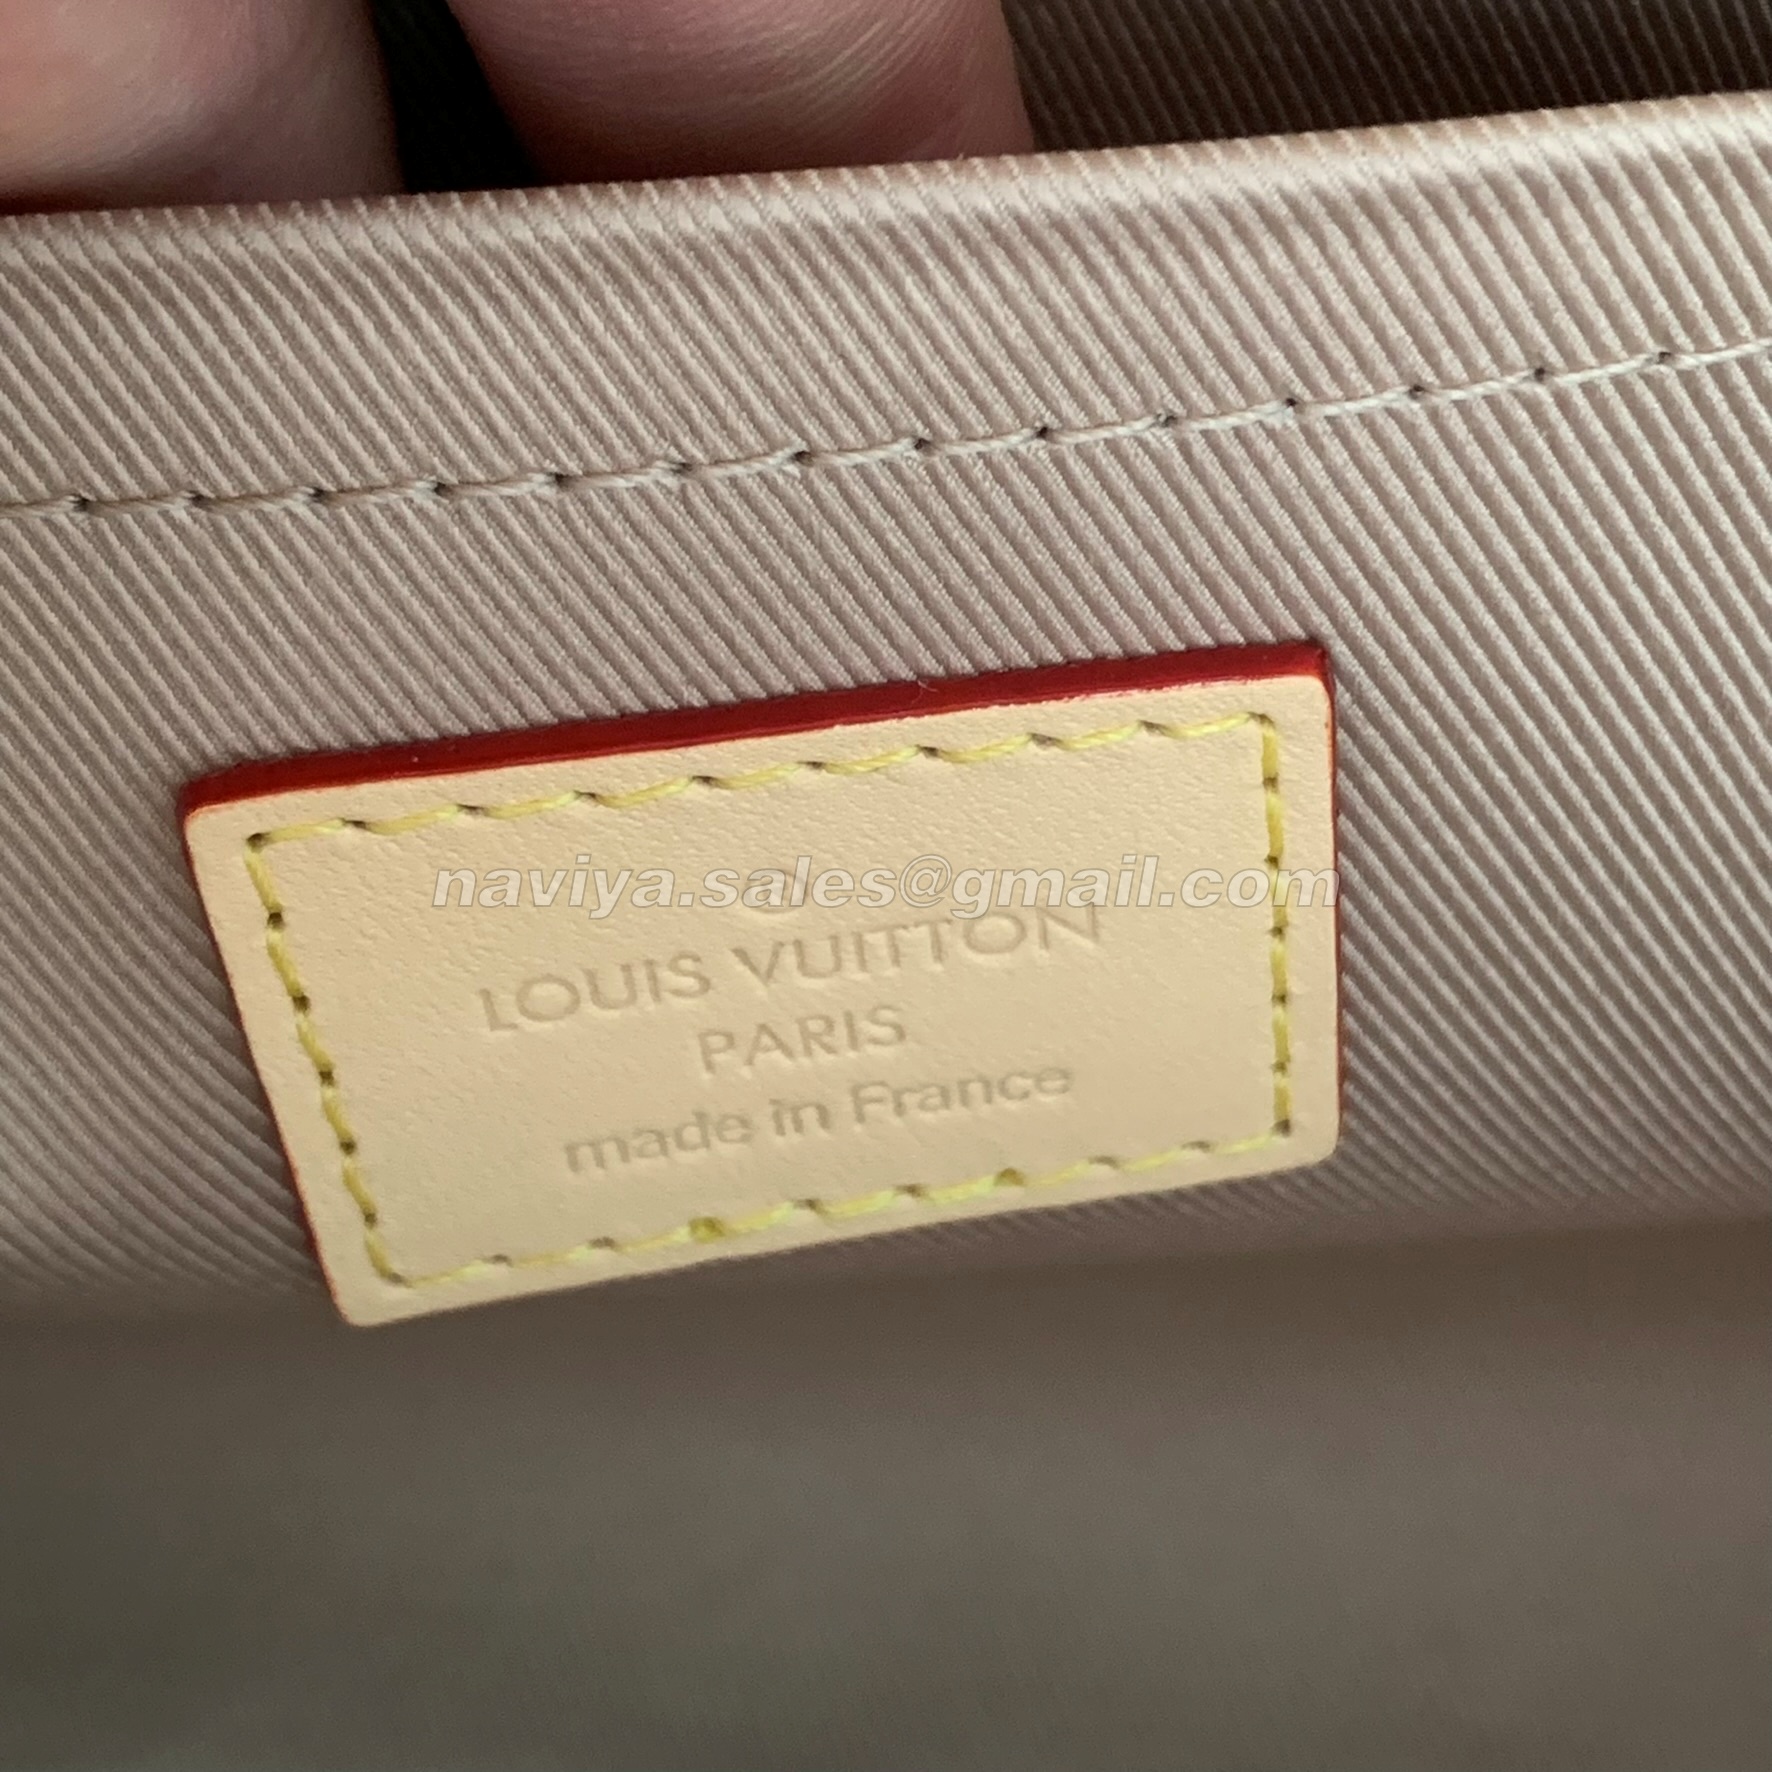 naviya.sales@gmail.com
®
LOUIS VUITTON
PARIS
made in France